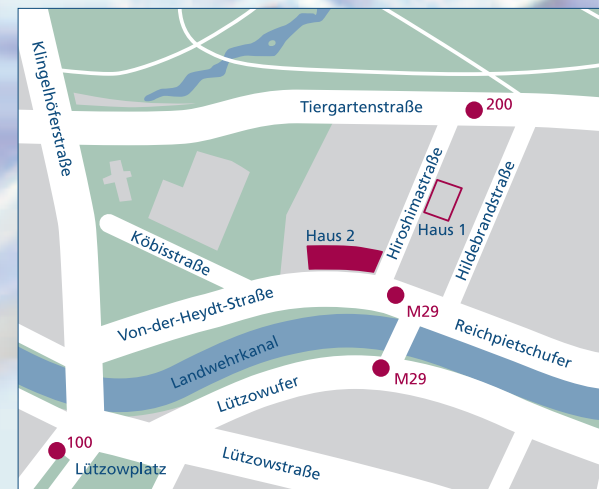 Klingelhöferstraße
Tiergartenstraße
200
Hiroshimastraße
Hildebrandstraße
Haus 1
Haus 2
Köbisstraße
Von-der-Heydt-Straße
M29
Reichpietschufer
Landwehrkanal
M29
Lützowufer
100
Lützowplatz
Lützowstraße